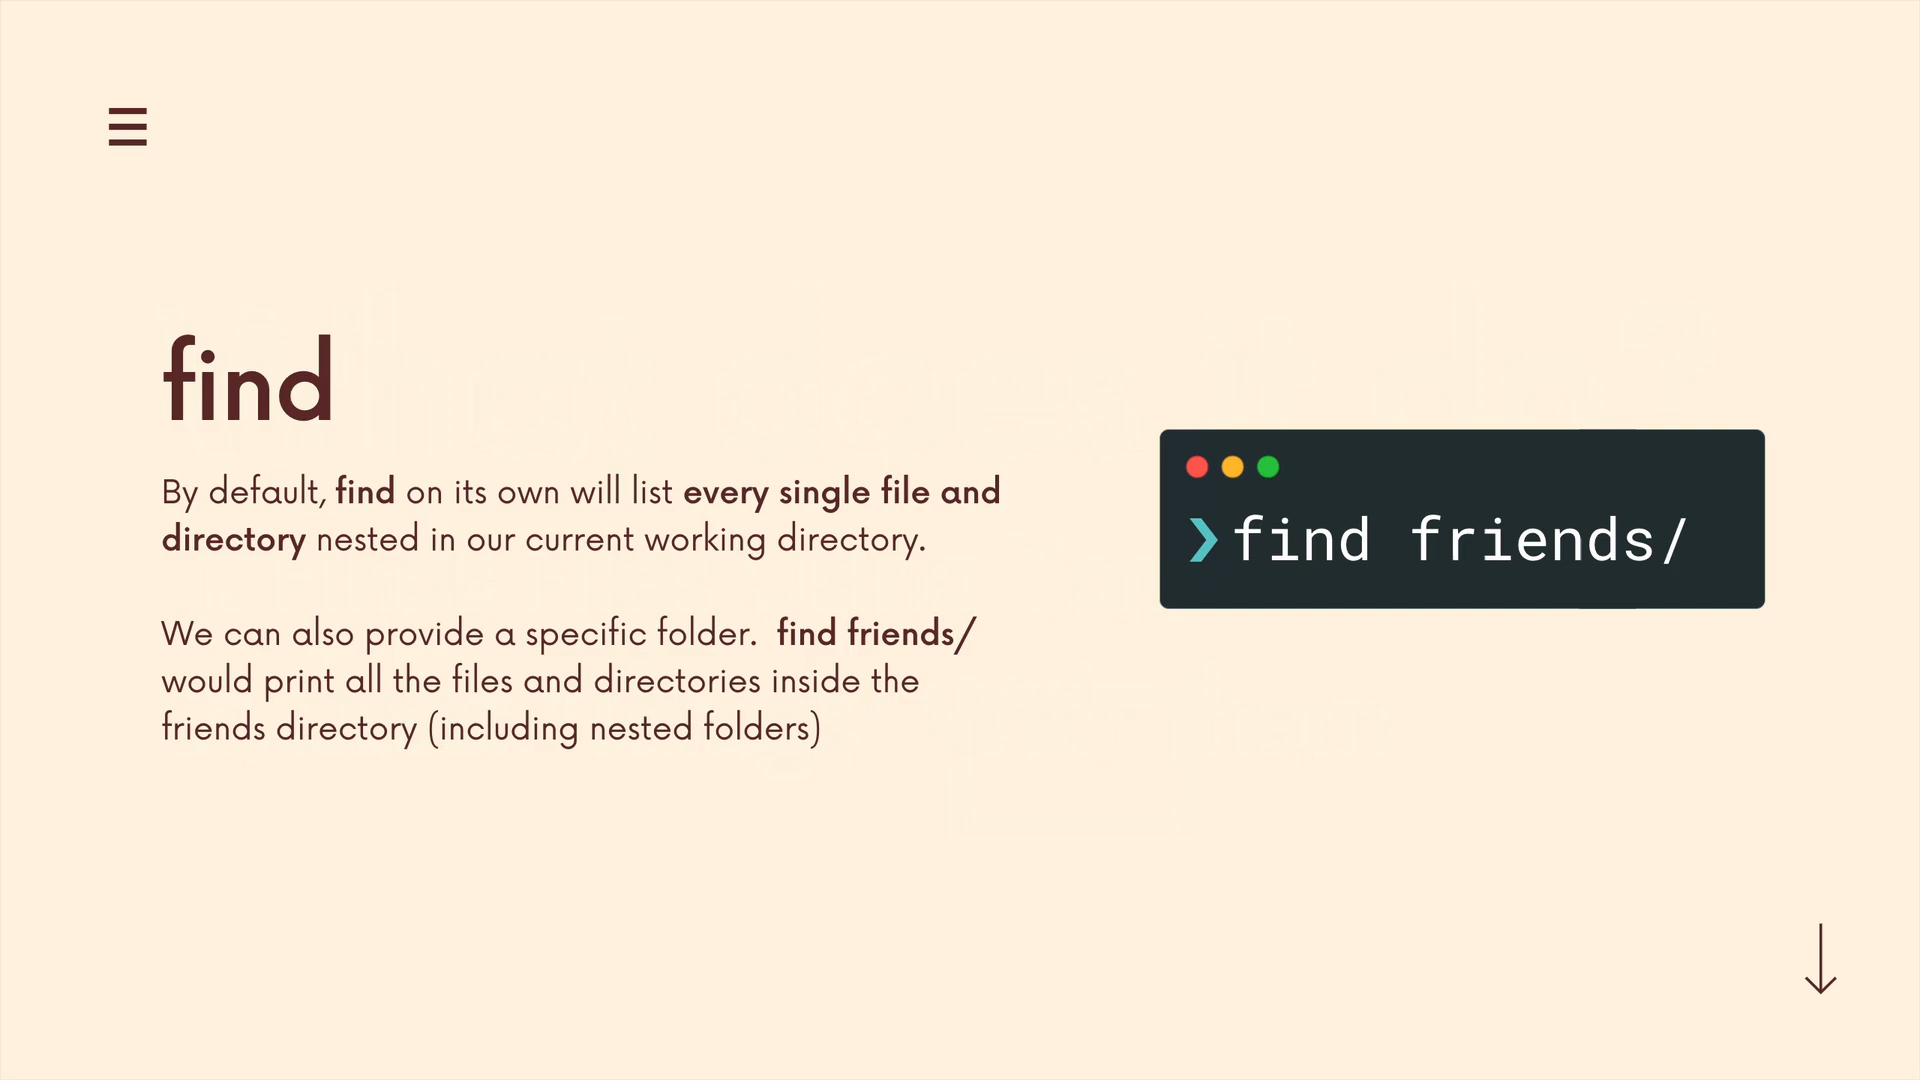 find
By default, find on its own will list every single file and
directory nested in our current working directory.
We can also provide a specific folder.  find friends/
would print all the files and directories inside the
friends directory (including nested folders)
❯find friends/